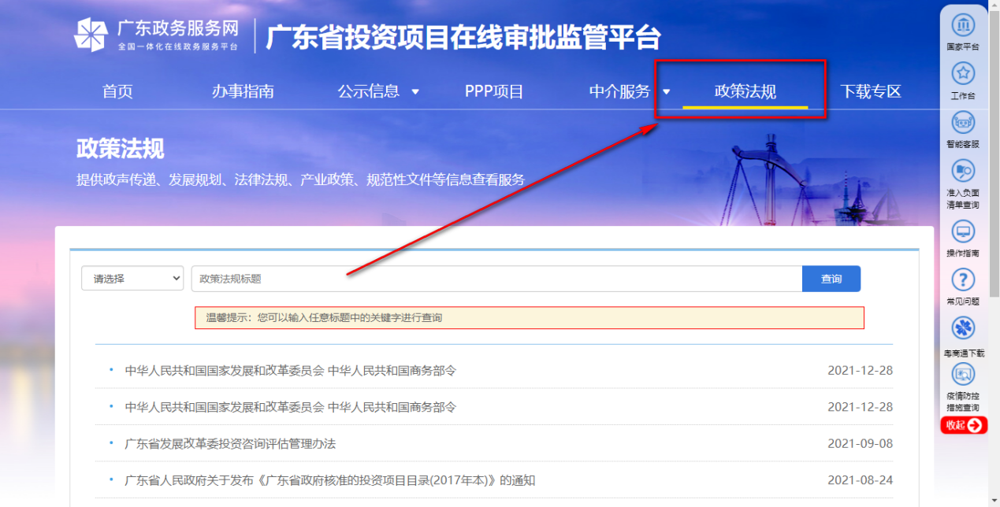 广东政务服务网
全国一体化在线政务服务平台
广东省投资项目在线审批监管平台
首页 办事指南 公示信息 PPP项目 中介服务 政策法规 下载专区
政策法规
提供政声传递、发展规划、法律法规、产业政策、规范性文件等信息查看服务
请选择 政策法规标题 查询
温馨提示：您可以输入任意标题中的关键字进行查询
中华人民共和国国家发展和改革委员会 中华人民共和国商务部令 2021-12-28
中华人民共和国国家发展和改革委员会 中华人民共和国商务部令 2021-12-28
广东省发展改革委投资咨询评估管理办法 2021-09-08
广东省人民政府关于发布《广东省政府核准的投资项目目录(2017年本)》的通知 2021-08-24
国家平台
工作台
智能客服
准入负面
清单查询
操作指南
常见问题
粤商通下载
疫情防控
措施查询
收起